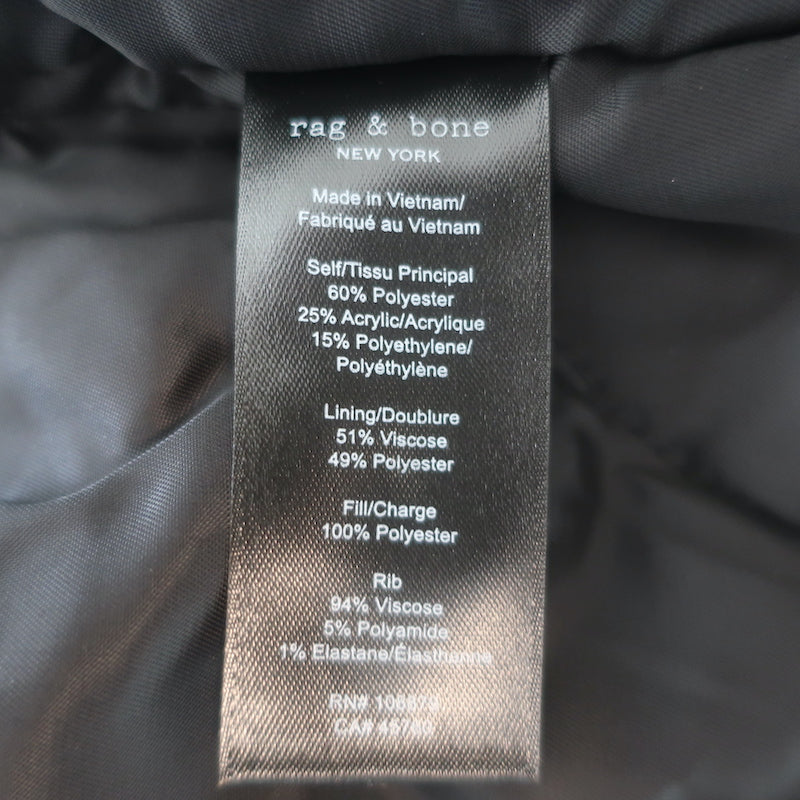 rag & bone
NEW YORK
Made in Vietnam/
Fabriqué au Vietnam
Self/Tissu Principal
60% Polyester
25% Acrylic/Acrylique
15% Polyethylene/
Polyéthylène
Lining/Doublure
51% Viscose
49% Polyester
Fill/Charge
100% Polyester
Rib
94% Viscose
5% Polyamide
1% Elastane/Élasthanne
RN#
CA#